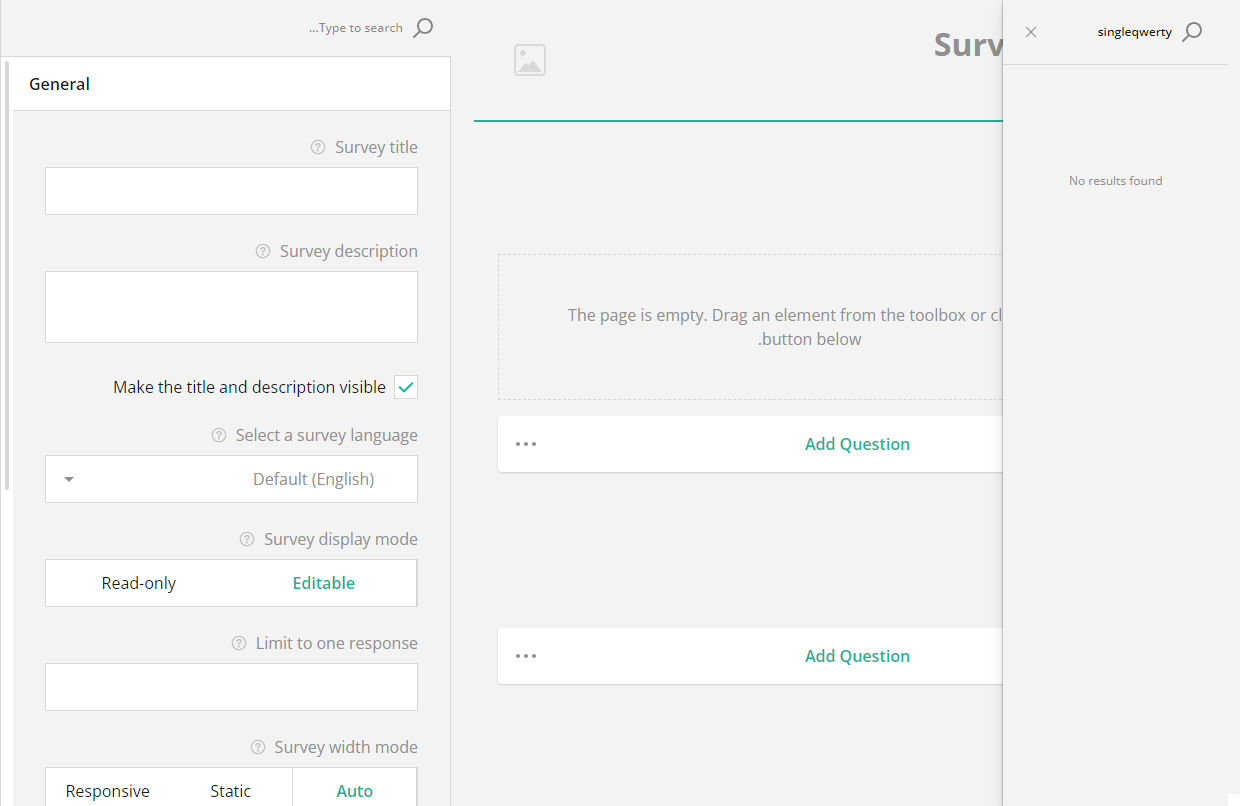 ...Type to search
General
Survey title
Survey description
Make the title and description visible
Select a survey language
Default (English)
Survey display mode
Read-only
Editable
Limit to one response
Survey width mode
Responsive
Static
Auto
Surv
The page is empty. Drag an element from the toolbox or cl
.button below
Add Question
Add Question
singleqwerty
No results found